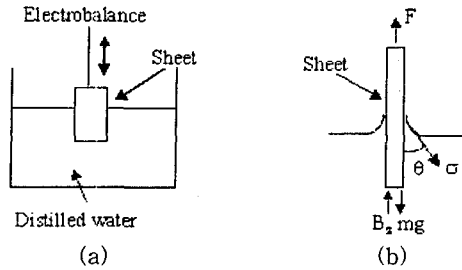 Electrobalance
Sheet
Distilled water
(a)
F
Sheet
θ
σ
B₂ mg
(b)